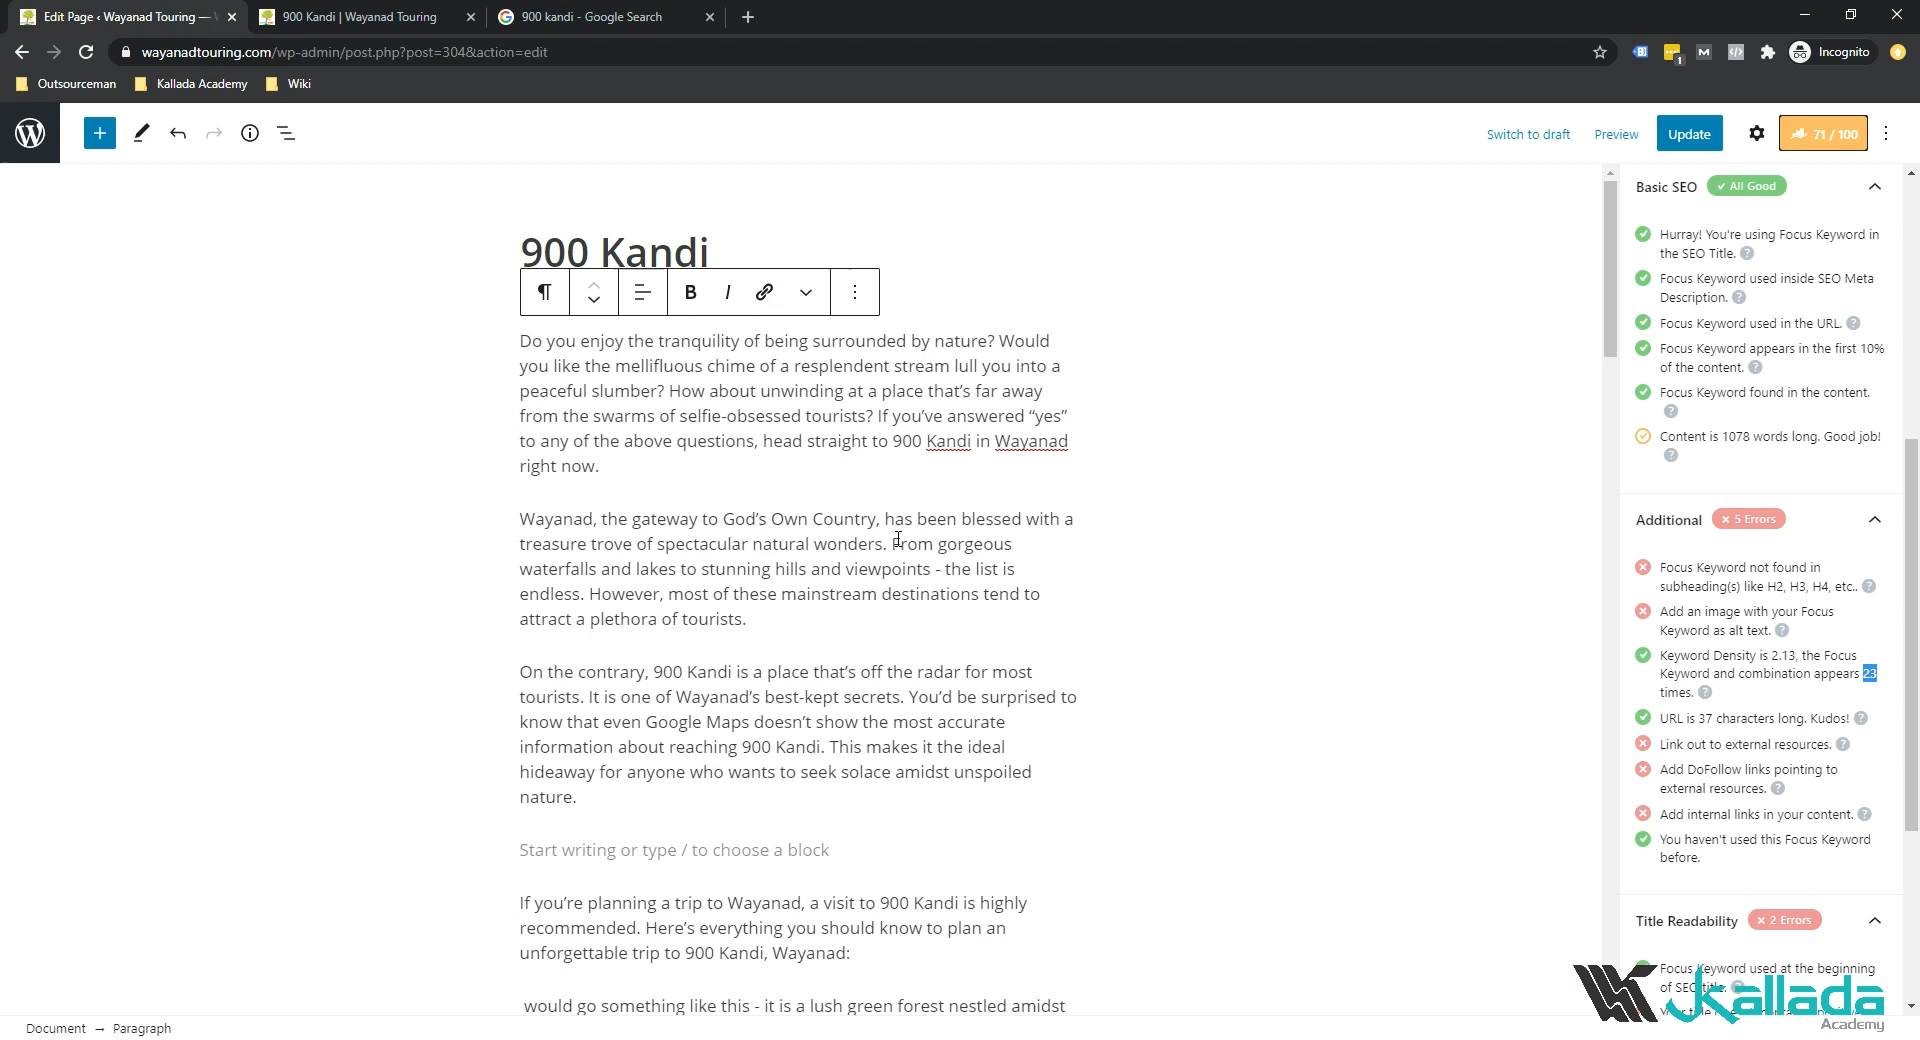 Edit Page ‹ Wayanad Touring —
900 Kandi | Wayanad Touring
900 kandi - Google Search
wayanadtouring.com/wp-admin/post.php?post=304&action=edit
1
Incognito
Outsourceman
Kallada Academy
Wiki
Switch to draft
Preview
Update
71 / 100
900 Kandi
B
I
Do you enjoy the tranquility of being surrounded by nature? Would
you like the mellifluous chime of a resplendent stream lull you into a
peaceful slumber? How about unwinding at a place that’s far away
from the swarms of selfie-obsessed tourists? If you’ve answered “yes”
to any of the above questions, head straight to 900 Kandi in Wayanad
right now.
Wayanad, the gateway to God’s Own Country, has been blessed with a
treasure trove of spectacular natural wonders. From gorgeous
waterfalls and lakes to stunning hills and viewpoints - the list is
endless. However, most of these mainstream destinations tend to
attract a plethora of tourists.
On the contrary, 900 Kandi is a place that’s off the radar for most
tourists. It is one of Wayanad’s best-kept secrets. You’d be surprised to
know that even Google Maps doesn’t show the most accurate
information about reaching 900 Kandi. This makes it the ideal
hideaway for anyone who wants to seek solace amidst unspoiled
nature.
Start writing or type / to choose a block
If you’re planning a trip to Wayanad, a visit to 900 Kandi is highly
recommended. Here’s everything you should know to plan an
unforgettable trip to 900 Kandi, Wayanad:
would go something like this - it is a lush green forest nestled amidst
Basic SEO
All Good
Hurray! You're using Focus Keyword in
the SEO Title.
Focus Keyword used inside SEO Meta
Description.
Focus Keyword used in the URL.
Focus Keyword appears in the first 10%
of the content.
Focus Keyword found in the content.
Content is 1078 words long. Good job!
Additional
× 5 Errors
Focus Keyword not found in
subheading(s) like H2, H3, H4, etc..
Add an image with your Focus
Keyword as alt text.
Keyword Density is 2.13, the Focus
Keyword and combination appears 23
times.
URL is 37 characters long. Kudos!
Link out to external resources.
Add DoFollow links pointing to
external resources.
Add internal links in your content.
You haven't used this Focus Keyword
before.
Title Readability
× 2 Errors
Focus Keyword used at the beginning
of SEO title.
kallada
Academy
Document → Paragraph